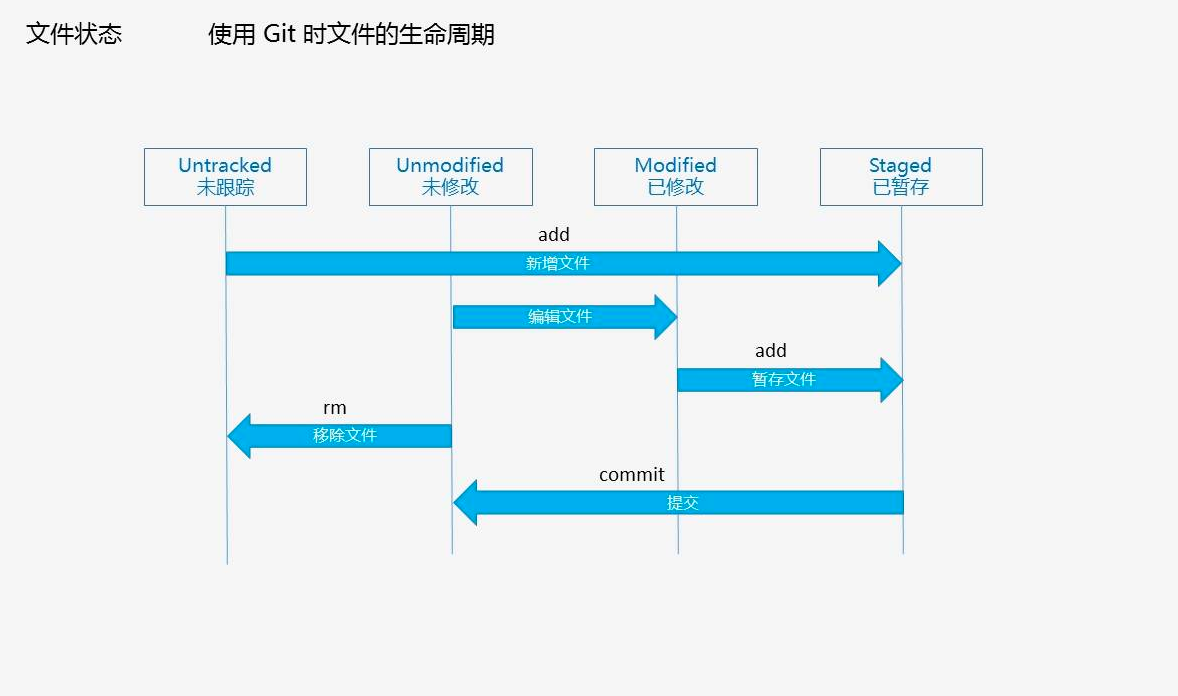 文件状态 使用 Git 时文件的生命周期
Untracked
未跟踪
Unmodified
未修改
Modified
已修改
Staged
已暂存
add
新增文件
编辑文件
add
暂存文件
rm
移除文件
commit
提交